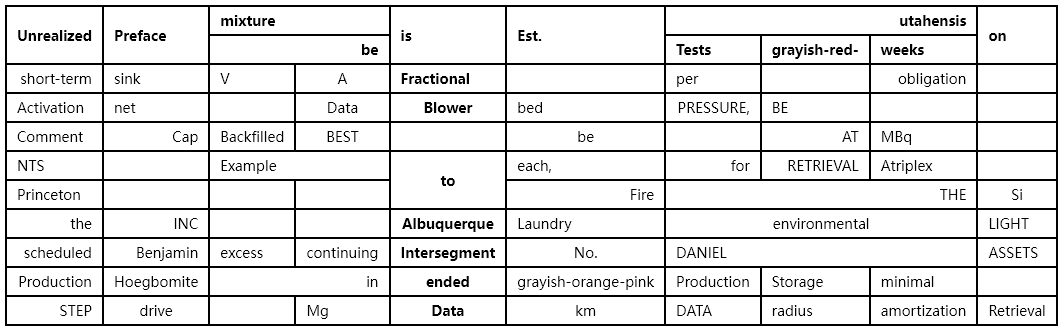 Unrealized Preface mixture is Est. utahensis on
be Tests grayish-red- weeks
short-term sink V A Fractional per obligation
Activation net Data Blower bed PRESSURE, BE
Comment Cap Backfilled BEST be AT MBq
NTS Example to each, for RETRIEVAL Atriplex
Princeton Fire THE Si
the INC Albuquerque Laundry environmental LIGHT
scheduled Benjamin excess continuing Intersegment No. DANIEL ASSETS
Production Hoegbomite in ended grayish-orange-pink Production Storage minimal
STEP drive Mg Data km DATA radius amortization Retrieval